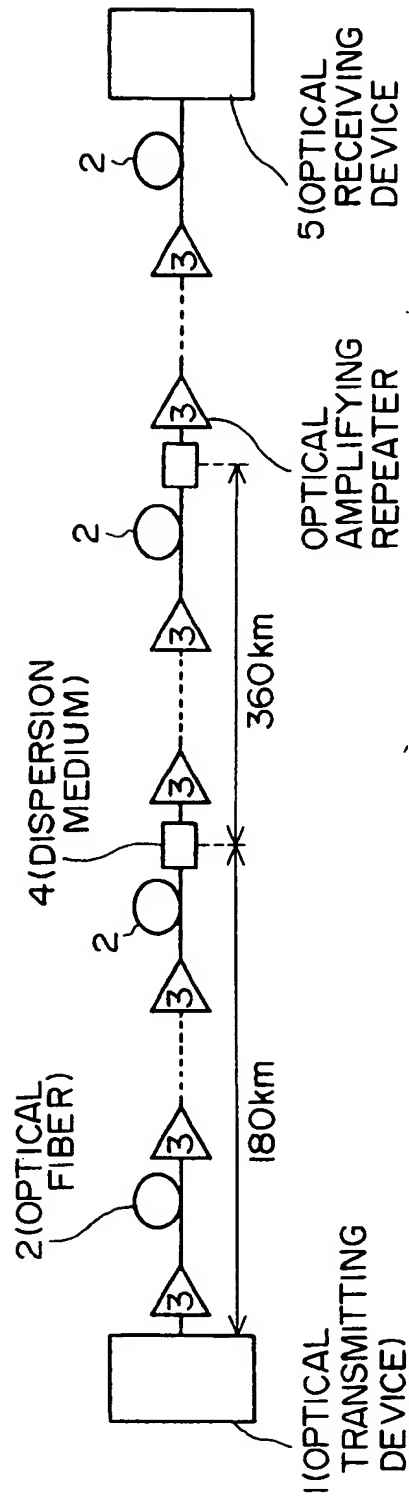 1(OPTICAL
TRANSMITTING
DEVICE)
2(OPTICAL
FIBER)
3
3
3
2
4(DISPERSION
MEDIUM)
3
3
2
3
3
2
180km
360km
OPTICAL
AMPLIFYING
REPEATER
5(OPTICAL
RECEIVING
DEVICE